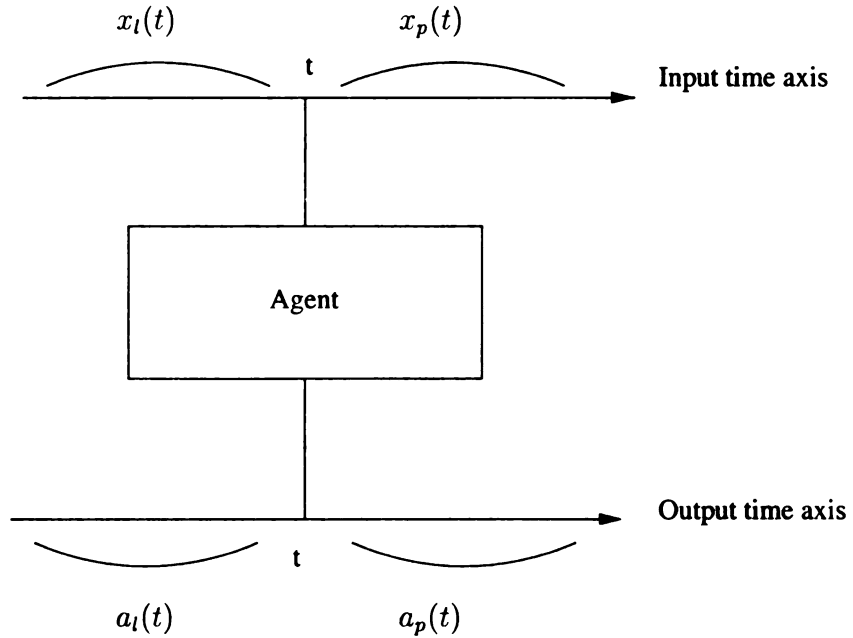 x_l(t) x_p(t)
t
Input time axis
Agent
Output time axis
t
a_l(t) a_p(t)